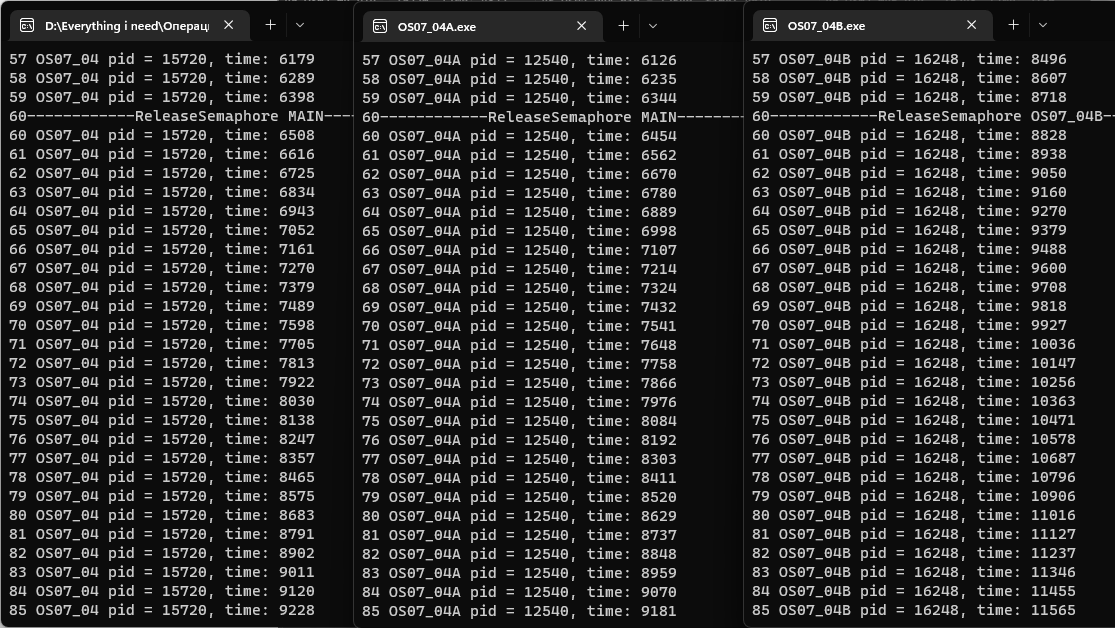 D:\Everything i need\Операц
57 OS07_04 pid = 15720, time: 6179
58 OS07_04 pid = 15720, time: 6289
59 OS07_04 pid = 15720, time: 6398
60------------ReleaseSemaphore MAIN----
60 OS07_04 pid = 15720, time: 6508
61 OS07_04 pid = 15720, time: 6616
62 OS07_04 pid = 15720, time: 6725
63 OS07_04 pid = 15720, time: 6834
64 OS07_04 pid = 15720, time: 6943
65 OS07_04 pid = 15720, time: 7052
66 OS07_04 pid = 15720, time: 7161
67 OS07_04 pid = 15720, time: 7270
68 OS07_04 pid = 15720, time: 7379
69 OS07_04 pid = 15720, time: 7489
70 OS07_04 pid = 15720, time: 7598
71 OS07_04 pid = 15720, time: 7705
72 OS07_04 pid = 15720, time: 7813
73 OS07_04 pid = 15720, time: 7922
74 OS07_04 pid = 15720, time: 8030
75 OS07_04 pid = 15720, time: 8138
76 OS07_04 pid = 15720, time: 8247
77 OS07_04 pid = 15720, time: 8357
78 OS07_04 pid = 15720, time: 8465
79 OS07_04 pid = 15720, time: 8575
80 OS07_04 pid = 15720, time: 8683
81 OS07_04 pid = 15720, time: 8791
82 OS07_04 pid = 15720, time: 8902
83 OS07_04 pid = 15720, time: 9011
84 OS07_04 pid = 15720, time: 9120
85 OS07_04 pid = 15720, time: 9228
OS07_04A.exe
57 OS07_04A pid = 12540, time: 6126
58 OS07_04A pid = 12540, time: 6235
59 OS07_04A pid = 12540, time: 6344
60------------ReleaseSemaphore MAIN--------
60 OS07_04A pid = 12540, time: 6454
61 OS07_04A pid = 12540, time: 6562
62 OS07_04A pid = 12540, time: 6670
63 OS07_04A pid = 12540, time: 6780
64 OS07_04A pid = 12540, time: 6889
65 OS07_04A pid = 12540, time: 6998
66 OS07_04A pid = 12540, time: 7107
67 OS07_04A pid = 12540, time: 7214
68 OS07_04A pid = 12540, time: 7324
69 OS07_04A pid = 12540, time: 7432
70 OS07_04A pid = 12540, time: 7541
71 OS07_04A pid = 12540, time: 7648
72 OS07_04A pid = 12540, time: 7758
73 OS07_04A pid = 12540, time: 7866
74 OS07_04A pid = 12540, time: 7976
75 OS07_04A pid = 12540, time: 8084
76 OS07_04A pid = 12540, time: 8192
77 OS07_04A pid = 12540, time: 8303
78 OS07_04A pid = 12540, time: 8411
79 OS07_04A pid = 12540, time: 8520
80 OS07_04A pid = 12540, time: 8629
81 OS07_04A pid = 12540, time: 8737
82 OS07_04A pid = 12540, time: 8848
83 OS07_04A pid = 12540, time: 8959
84 OS07_04A pid = 12540, time: 9070
85 OS07_04A pid = 12540, time: 9181
OS07_04B.exe
57 OS07_04B pid = 16248, time: 8496
58 OS07_04B pid = 16248, time: 8607
59 OS07_04B pid = 16248, time: 8718
60------------ReleaseSemaphore OS07_04B--
60 OS07_04B pid = 16248, time: 8828
61 OS07_04B pid = 16248, time: 8938
62 OS07_04B pid = 16248, time: 9050
63 OS07_04B pid = 16248, time: 9160
64 OS07_04B pid = 16248, time: 9270
65 OS07_04B pid = 16248, time: 9379
66 OS07_04B pid = 16248, time: 9488
67 OS07_04B pid = 16248, time: 9600
68 OS07_04B pid = 16248, time: 9708
69 OS07_04B pid = 16248, time: 9818
70 OS07_04B pid = 16248, time: 9927
71 OS07_04B pid = 16248, time: 10036
72 OS07_04B pid = 16248, time: 10147
73 OS07_04B pid = 16248, time: 10256
74 OS07_04B pid = 16248, time: 10363
75 OS07_04B pid = 16248, time: 10471
76 OS07_04B pid = 16248, time: 10578
77 OS07_04B pid = 16248, time: 10687
78 OS07_04B pid = 16248, time: 10796
79 OS07_04B pid = 16248, time: 10906
80 OS07_04B pid = 16248, time: 11016
81 OS07_04B pid = 16248, time: 11127
82 OS07_04B pid = 16248, time: 11237
83 OS07_04B pid = 16248, time: 11346
84 OS07_04B pid = 16248, time: 11455
85 OS07_04B pid = 16248, time: 11565